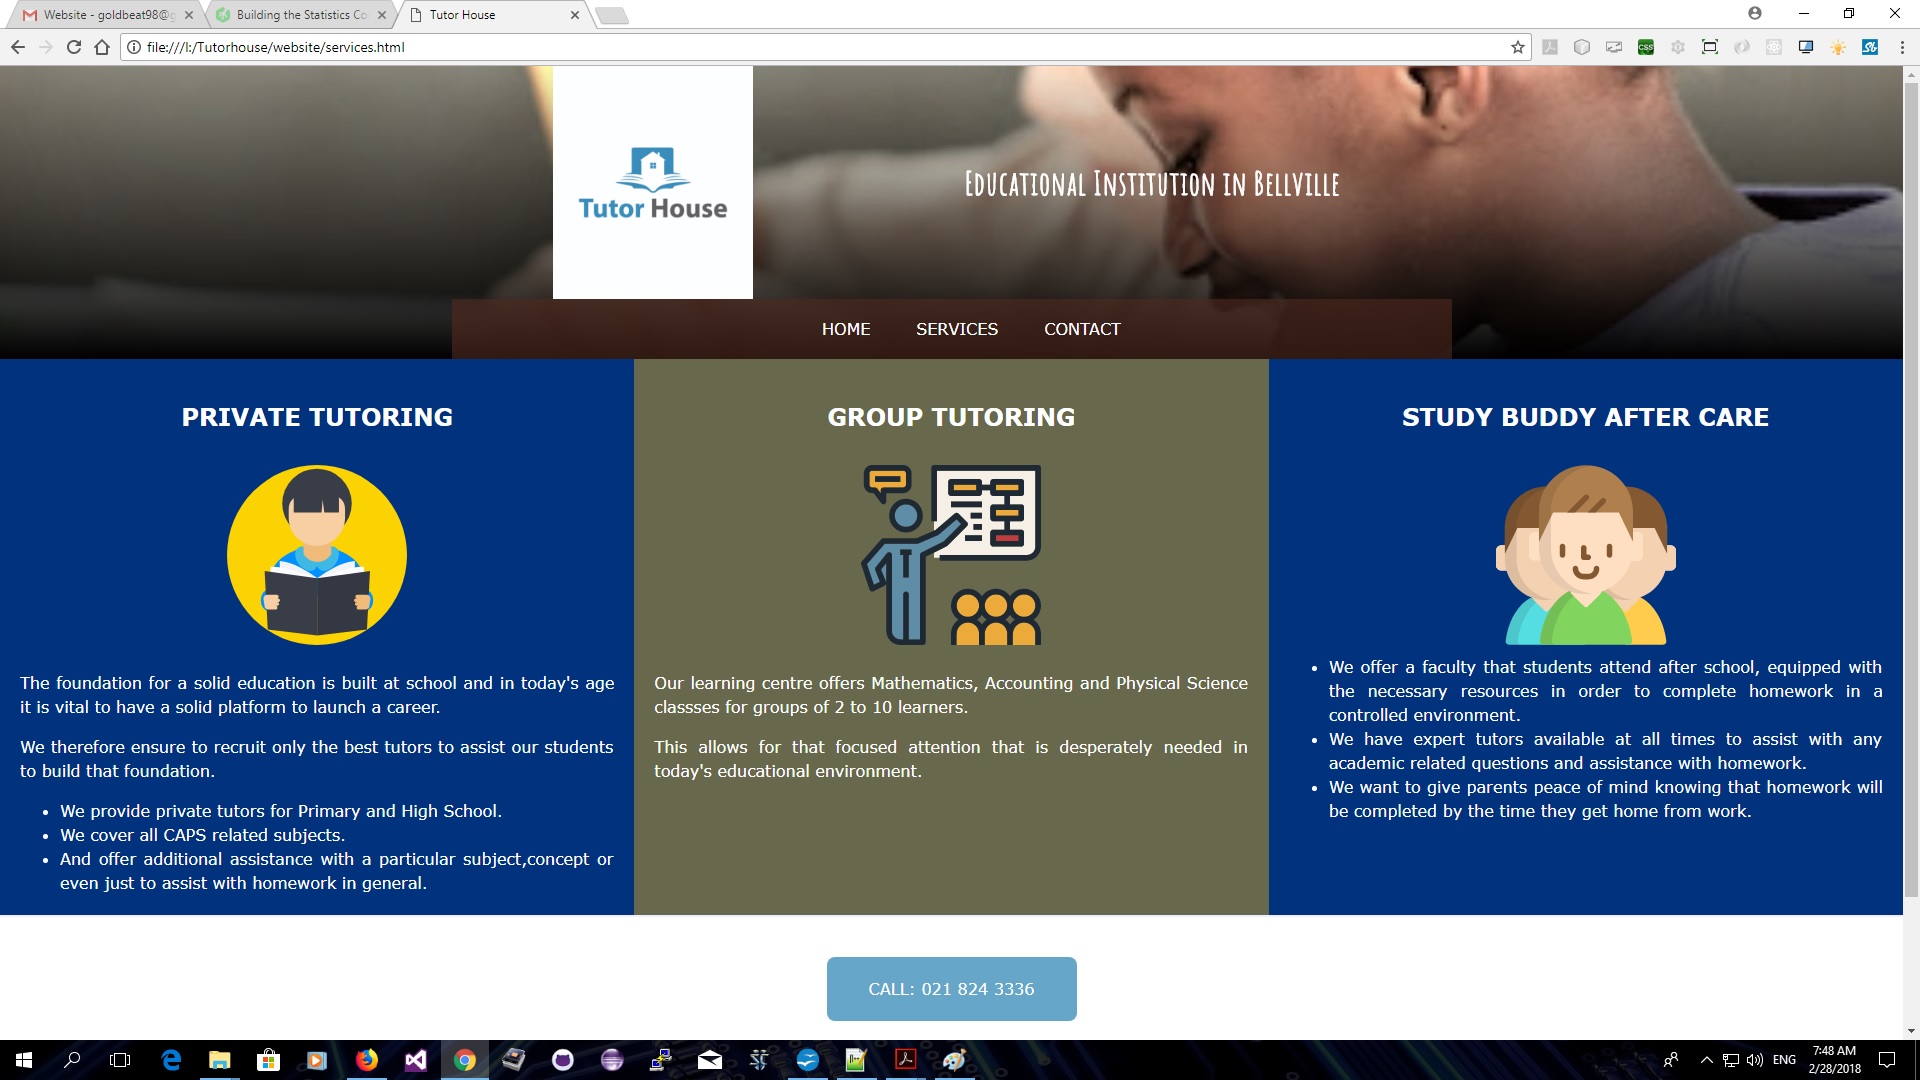 Website - goldbeat98@g
Building the Statistics Co
Tutor House
file:///I:/Tutorhouse/website/services.html
Tutor House
Educational Institution in Bellville
HOME SERVICES CONTACT
PRIVATE TUTORING
The foundation for a solid education is built at school and in today's age
it is vital to have a solid platform to launch a career.
We therefore ensure to recruit only the best tutors to assist our students
to build that foundation.
• We provide private tutors for Primary and High School.
• We cover all CAPS related subjects.
• And offer additional assistance with a particular subject,concept or
even just to assist with homework in general.
GROUP TUTORING
Our learning centre offers Mathematics, Accounting and Physical Science
classses for groups of 2 to 10 learners.
This allows for that focused attention that is desperately needed in
today's educational environment.
STUDY BUDDY AFTER CARE
• We offer a faculty that students attend after school, equipped with
the necessary resources in order to complete homework in a
controlled environment.
• We have expert tutors available at all times to assist with any
academic related questions and assistance with homework.
• We want to give parents peace of mind knowing that homework will
be completed by the time they get home from work.
CALL: 021 824 3336
ENG
7:48 AM
2/28/2018